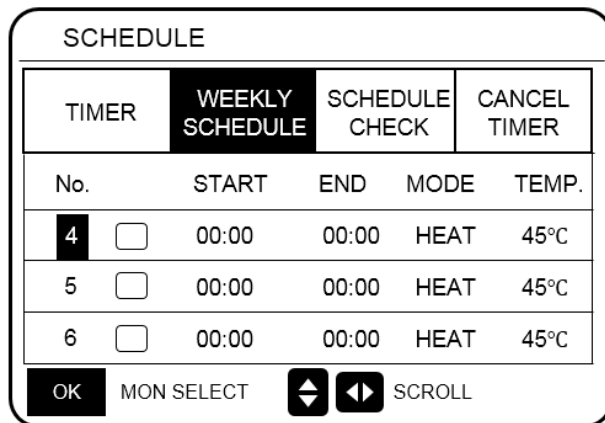 SCHEDULE
TIMER WEEKLY SCHEDULE SCHEDULE CHECK CANCEL TIMER
No. START END MODE TEMP.
4 00:00 00:00 HEAT 45°C
5 00:00 00:00 HEAT 45°C
6 00:00 00:00 HEAT 45°C
OK MON SELECT SCROLL